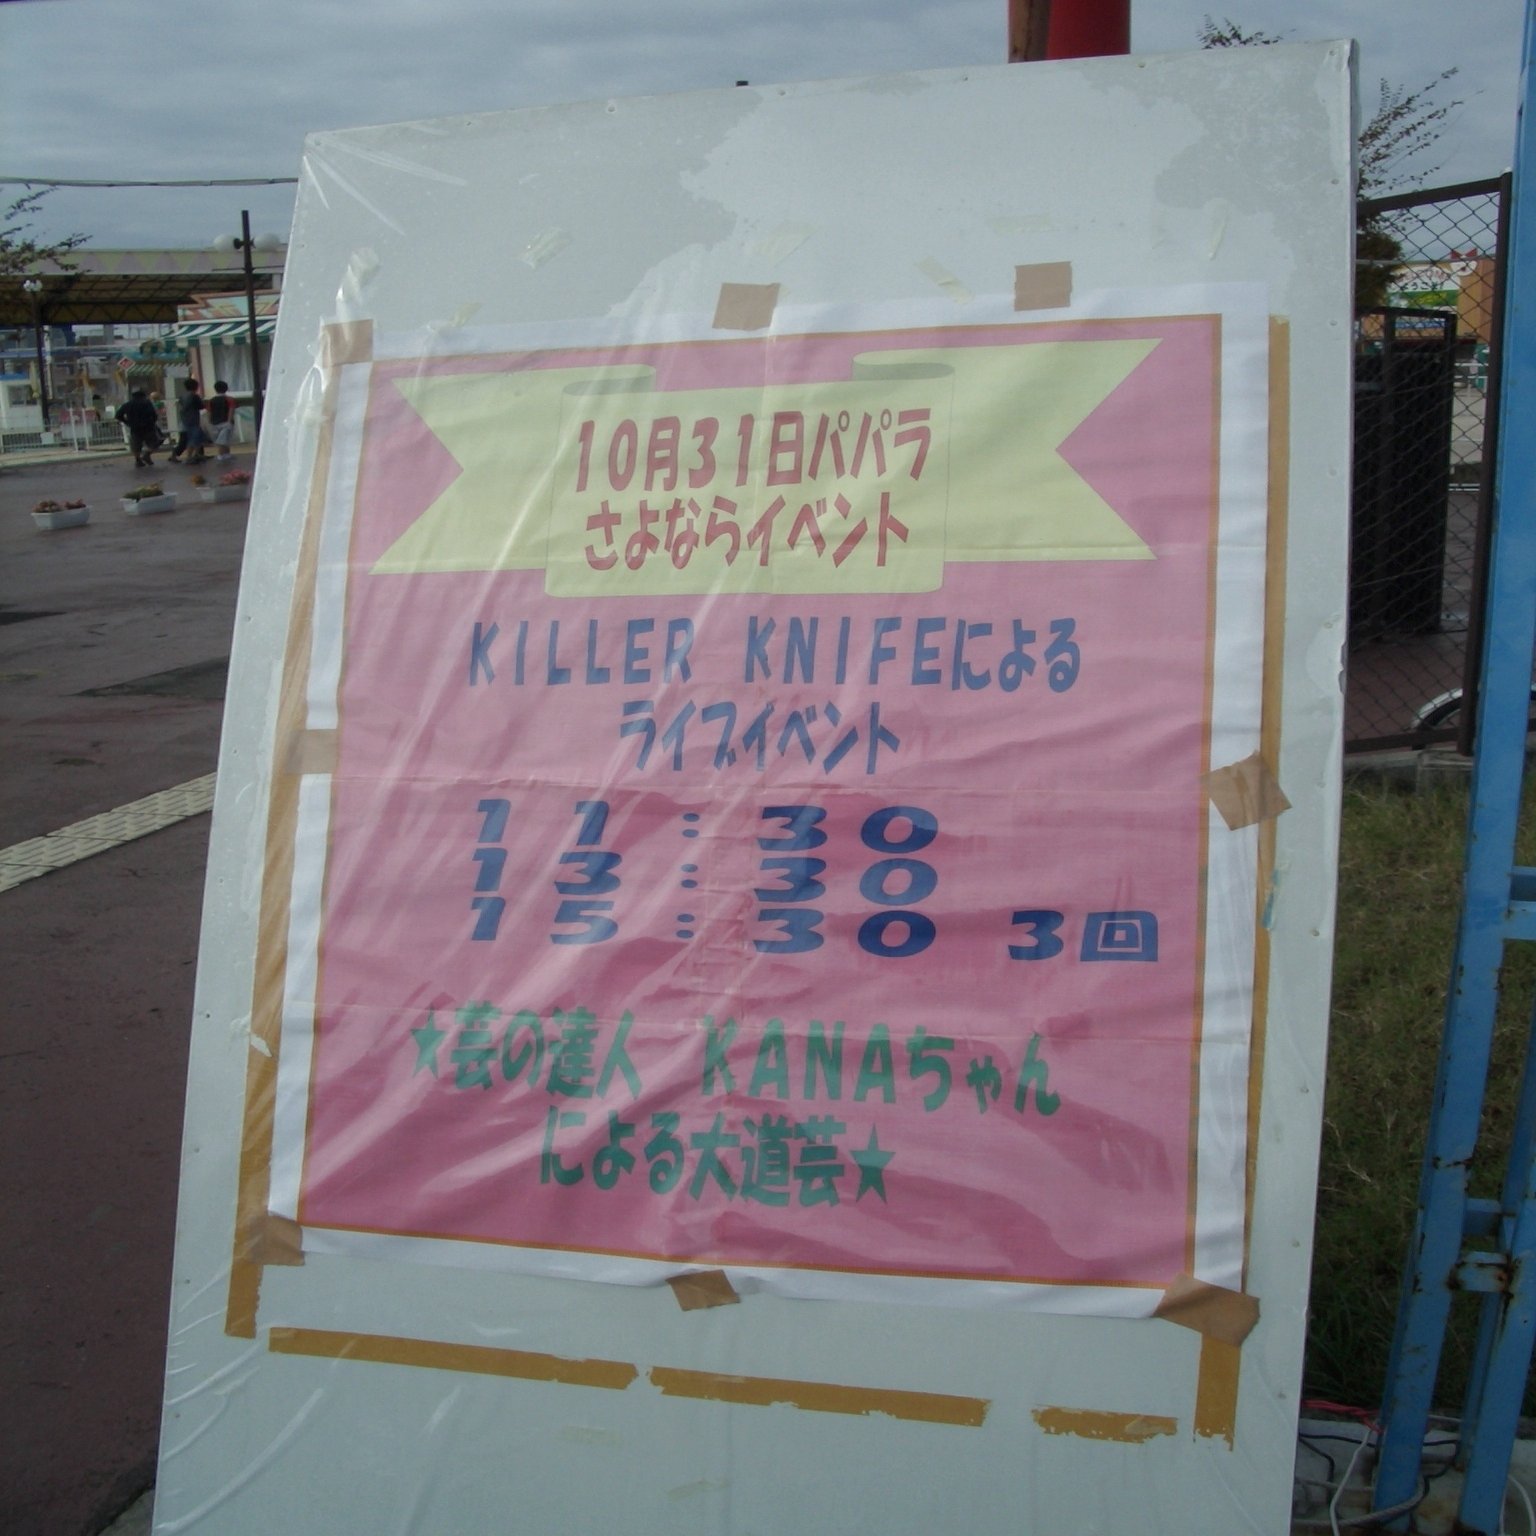 10月31日パパラ
さよならイベント
KILLER KNIFEによる
ライブイベント
11:30
13:30
15:30 3回
★芸の達人 KANAちゃん
による大道芸★